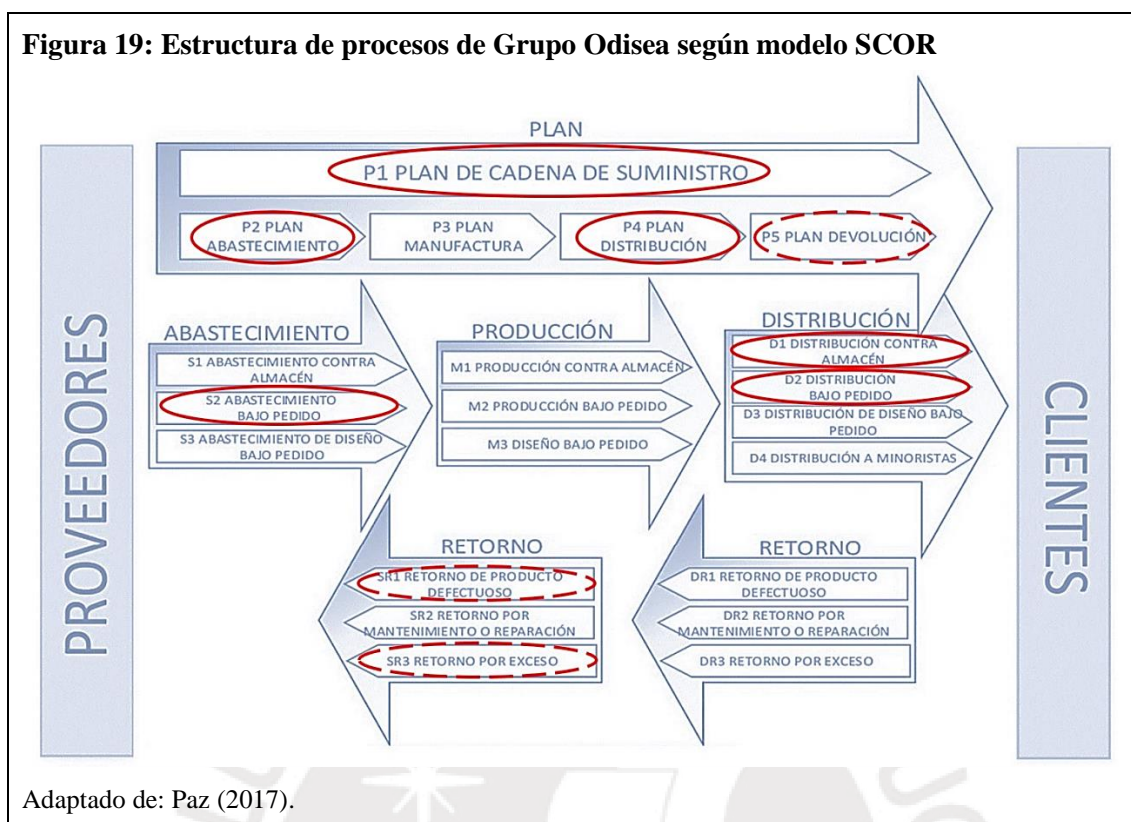 Figura 19: Estructura de procesos de Grupo Odisea según modelo SCOR
PLAN
P1 PLAN DE CADENA DE SUMINISTRO
P2 PLAN
ABASTECIMIENTO
P3 PLAN
MANUFACTURA
P4 PLAN
DISTRIBUCIÓN
P5 PLAN DEVOLUCIÓN
PROVEEDORES
ABASTECIMIENTO
S1 ABASTECIMIENTO CONTRA
ALMACÉN
S2 ABASTECIMIENTO
BAJO PEDIDO
S3 ABASTECIMIENTO DE DISEÑO
BAJO PEDIDO
PRODUCCIÓN
M1 PRODUCCIÓN CONTRA ALMACÉN
M2 PRODUCCIÓN BAJO PEDIDO
M3 DISEÑO BAJO PEDIDO
DISTRIBUCIÓN
D1 DISTRIBUCIÓN CONTRA
ALMACÉN
D2 DISTRIBUCIÓN
BAJO PEDIDO
D3 DISTRIBUCIÓN DE DISEÑO BAJO
PEDIDO
D4 DISTRIBUCIÓN A MINORISTAS
CLIENTES
RETORNO
SR1 RETORNO DE PRODUCTO
DEFECTUOSO
SR2 RETORNO POR
MANTENIMIENTO O REPARACIÓN
SR3 RETORNO POR EXCESO
RETORNO
DR1 RETORNO DE PRODUCTO
DEFECTUOSO
DR2 RETORNO POR
MANTENIMIENTO O REPARACIÓN
DR3 RETORNO POR EXCESO
Adaptado de: Paz (2017).